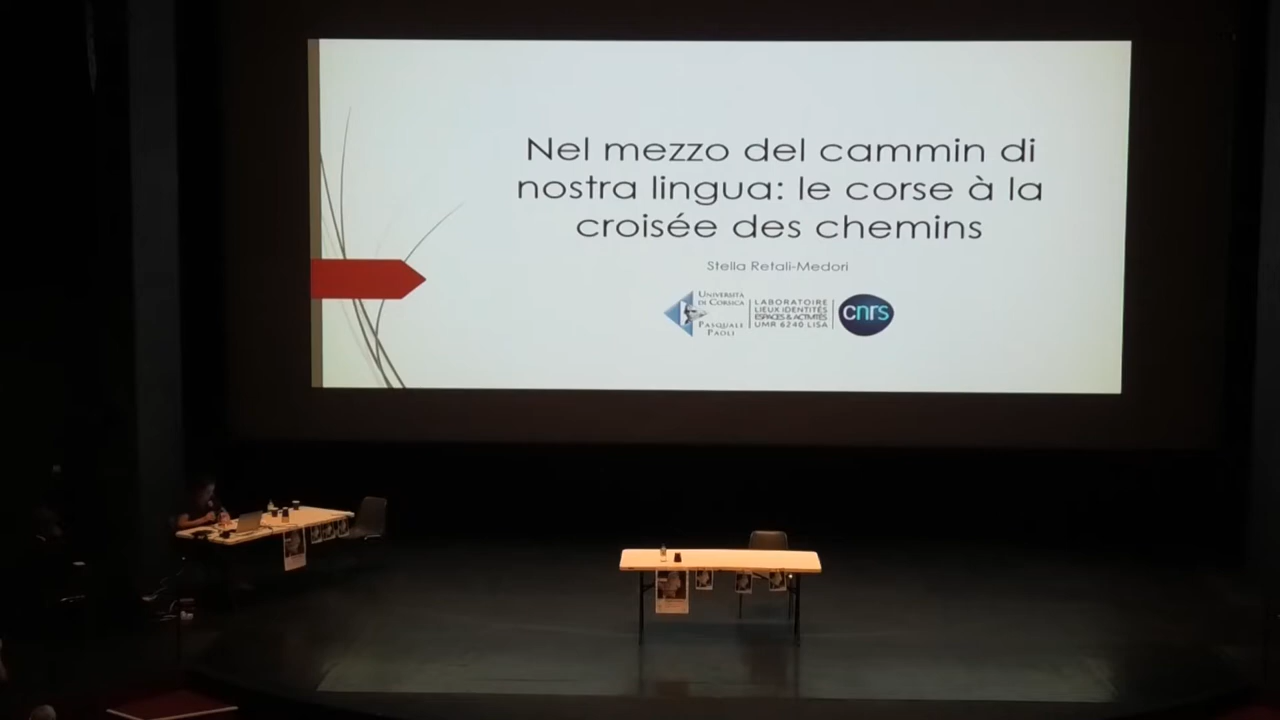 Nel mezzo del cammin di
nostra lingua: le corse à la
croisée des chemins
Stella Retali-Medori
UNIVERSITÀ
DI CORSICA
PASQUALE
PAOLI
LABORATOIRE
LIEUX IDENTITÉS
ESPACES & ACTIVITÉS
UMR 6240 LISA
cnrs